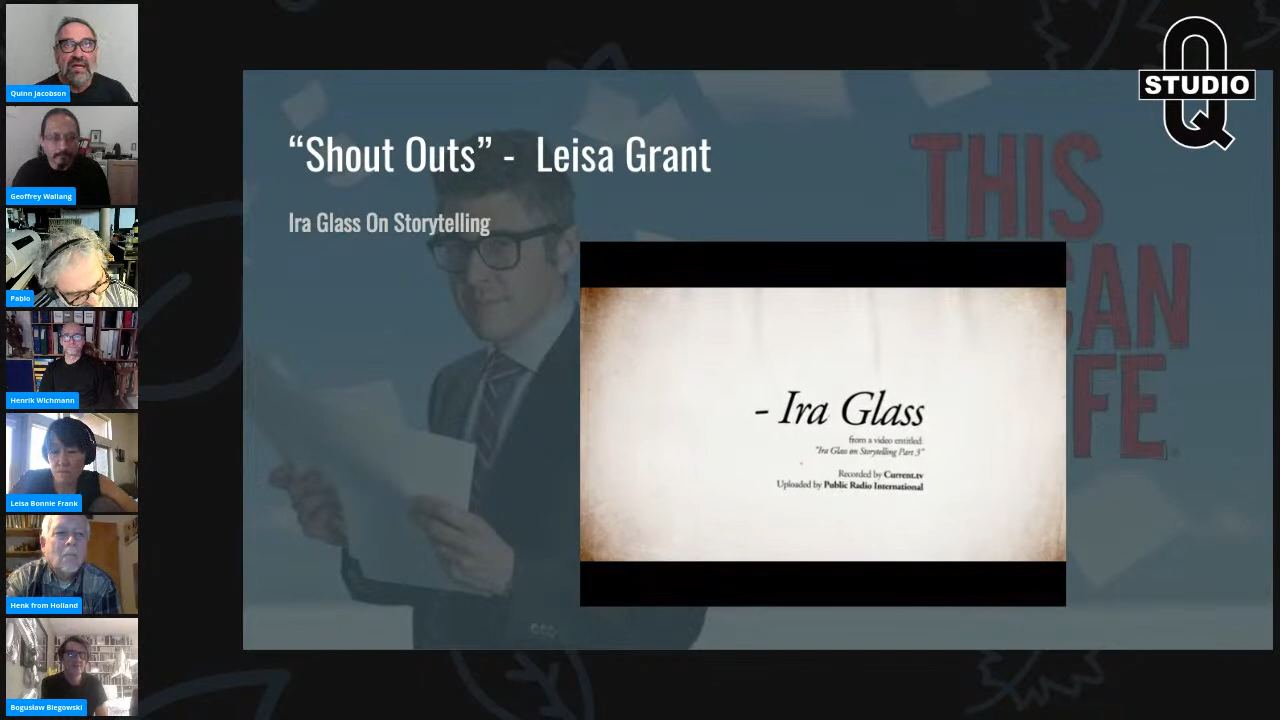 Quinn Jacobson
Geoffrey Wallang
Pablo
Henrik Wichmann
Leisa Bonnie Frank
Henk from Holland
Bogusław Biegowski
STUDIO
Q
“Shout Outs” - Leisa Grant
Ira Glass On Storytelling
THIS
AN
FE
- Ira Glass
from a video entitled:
"Ira Glass on Storytelling Part 3"
Recorded by Current.tv
Uploaded by Public Radio International